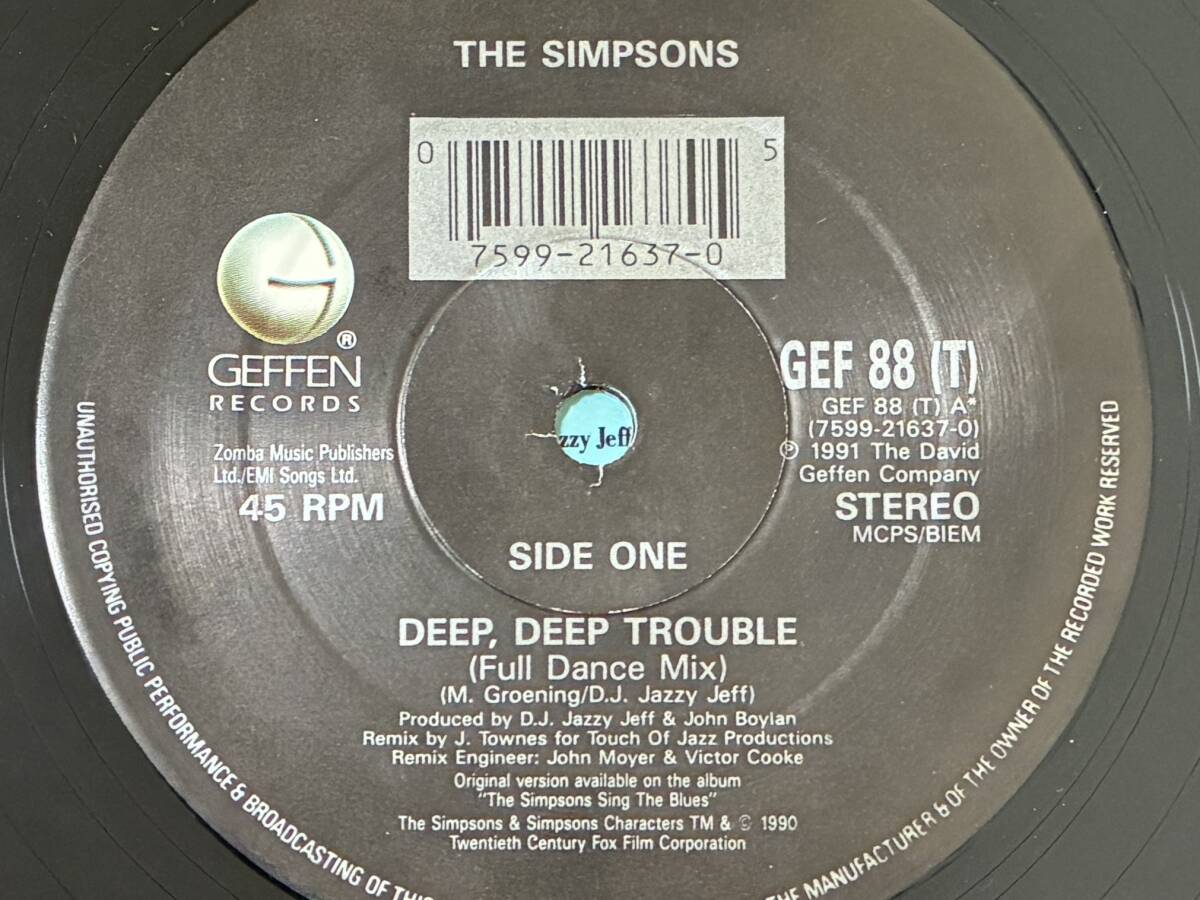 THE SIMPSONS
0 5
7599-21637-0
GEFFEN®
RECORDS
Zomba Music Publishers
Ltd./EMI Songs Ltd.
45 RPM
zzy Jeff
GEF 88 (T)
GEF 88 (T) A*
(7599-21637-0)
℗ 1991 The David
Geffen Company
STEREO
MCPS/BIEM
SIDE ONE
DEEP, DEEP TROUBLE
(Full Dance Mix)
(M. Groening/D.J. Jazzy Jeff)
Produced by D.J. Jazzy Jeff & John Boylan
Remix by J. Townes for Touch Of Jazz Productions
Remix Engineer: John Moyer & Victor Cooke
Original version available on the album
"The Simpsons Sing The Blues"
The Simpsons & Simpsons Characters TM & © 1990
Twentieth Century Fox Film Corporation
UNAUTHORISED COPYING PUBLIC PERFORMANCE & BROADCASTING OF THIS
THE MANUFACTURER & OF THE OWNER OF THE RECORDED WORK RESERVED